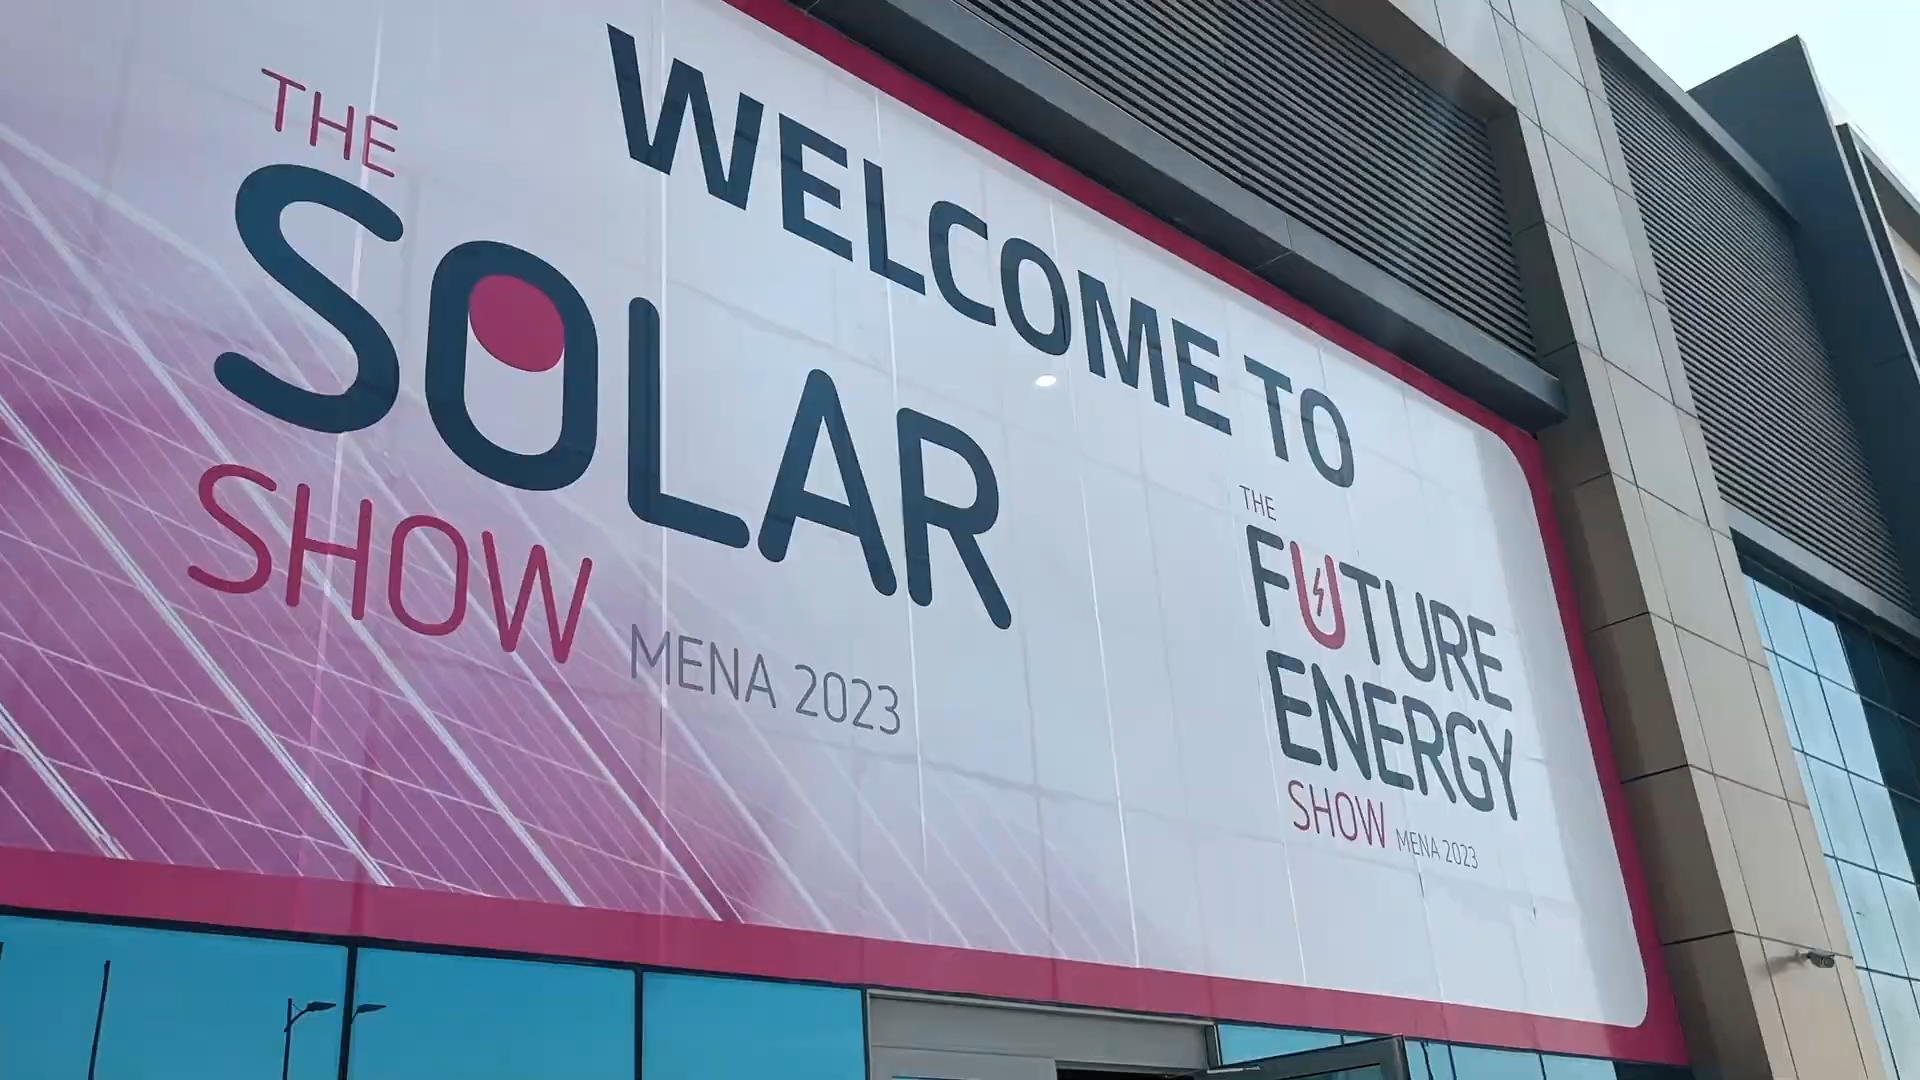 WELCOME TO
THE
SOLAR
SHOW MENA 2023
THE
FUTURE
ENERGY
SHOW MENA 2023